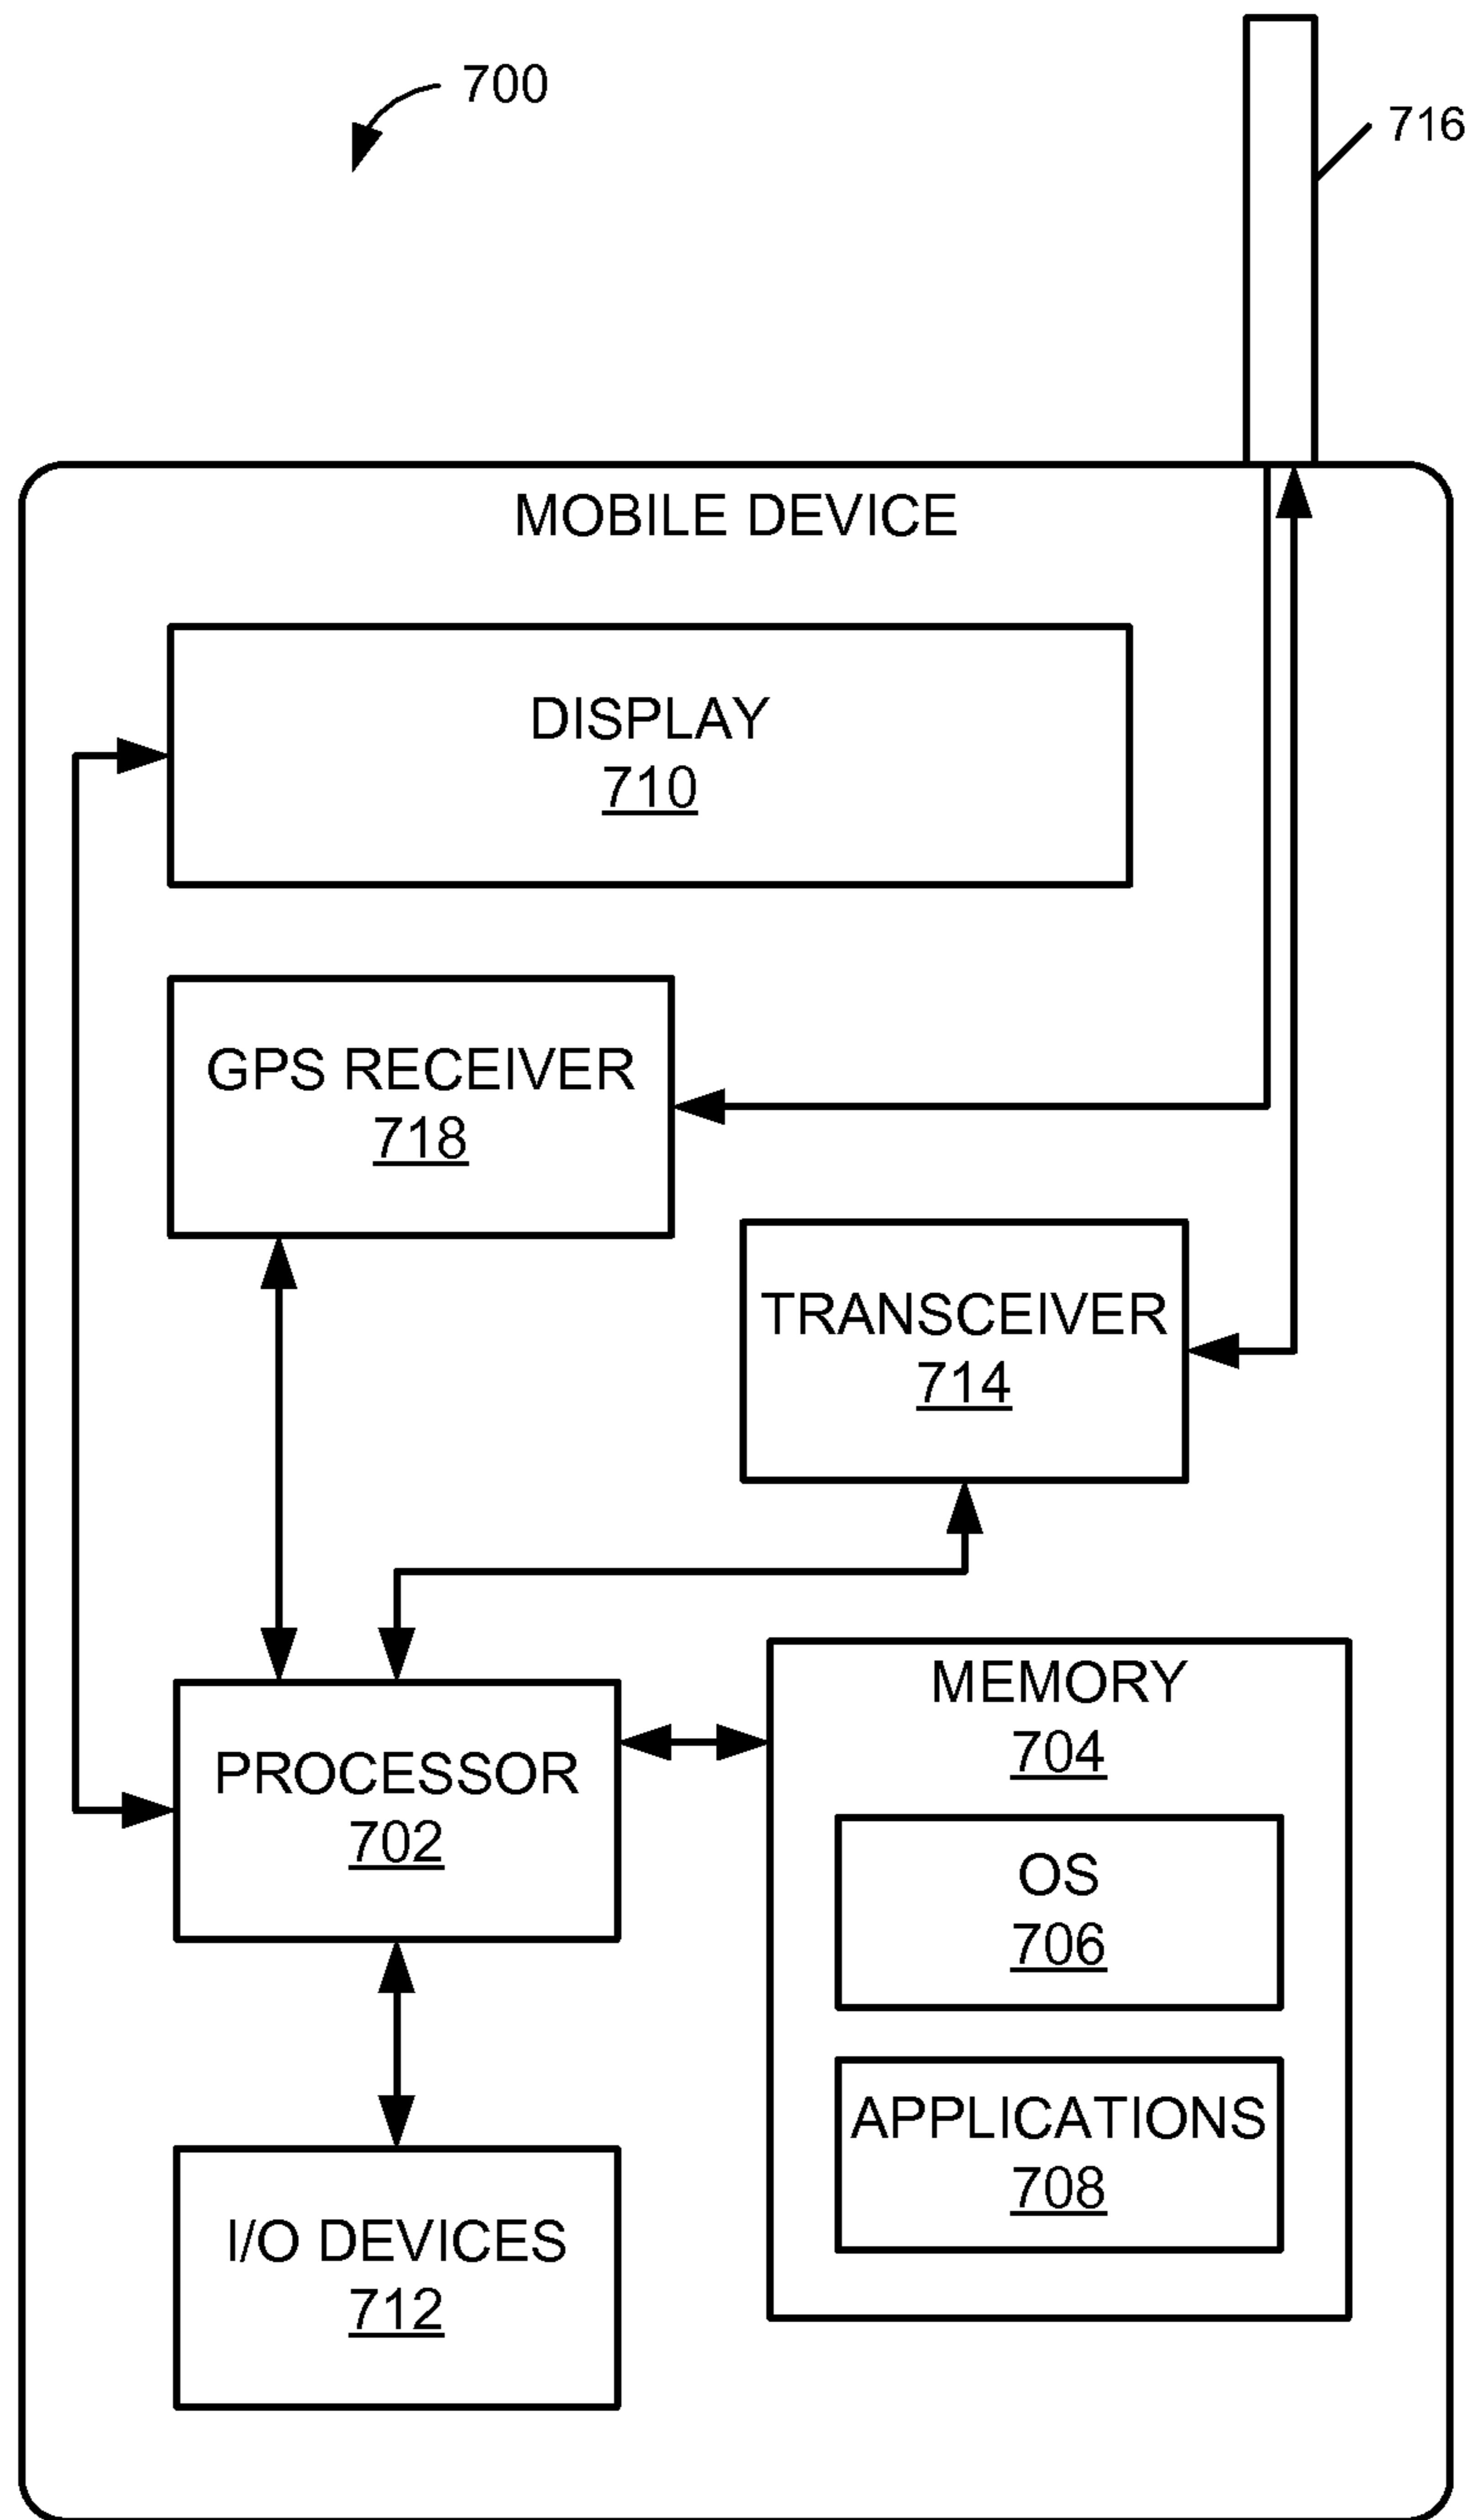 700
716
MOBILE DEVICE
DISPLAY
710
GPS RECEIVER
718
TRANSCEIVER
714
MEMORY
704
PROCESSOR
702
OS
706
APPLICATIONS
708
I/O DEVICES
712